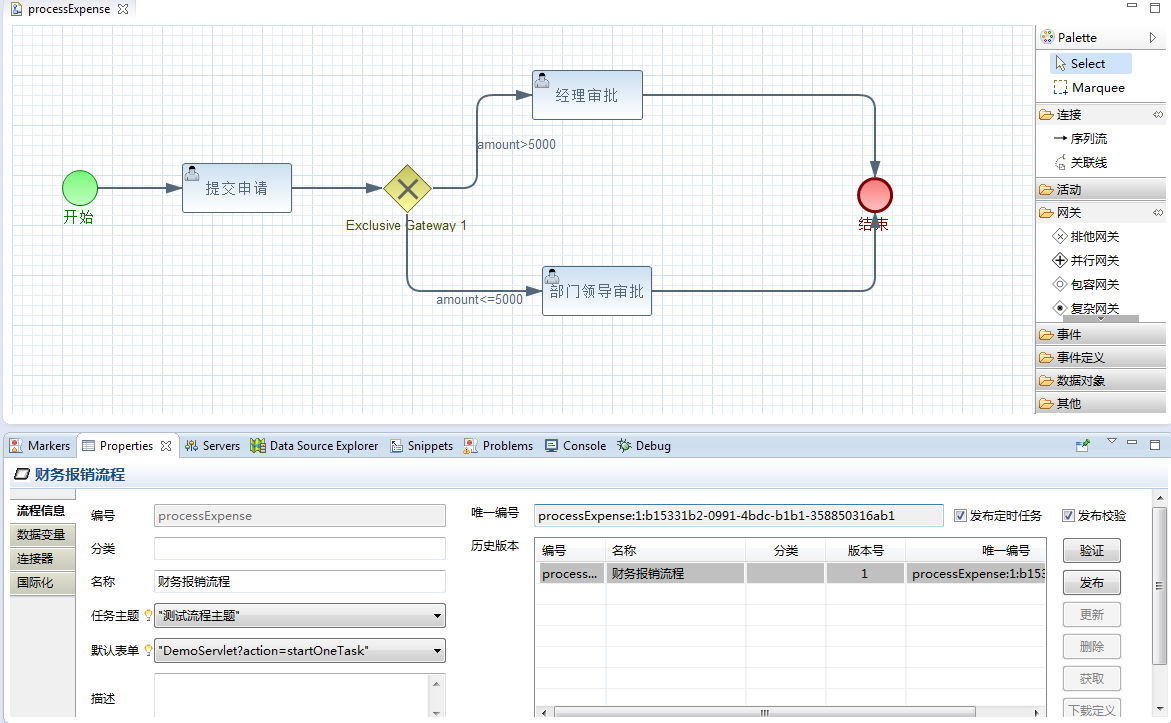 processExpense
经理审批
amount>5000
提交申请
开始
Exclusive Gateway 1
结束
部门领导审批
amount<=5000
Palette
Select
Marquee
连接
序列流
关联线
活动
网关
排他网关
并行网关
包容网关
复杂网关
事件
事件定义
数据对象
其他
Markers
Properties
Servers
Data Source Explorer
Snippets
Problems
Console
Debug
财务报销流程
流程信息
数据变量
连接器
国际化
编号
processExpense
分类
名称
财务报销流程
任务主题
"测试流程主题"
默认表单
"DemoServlet?action=startOneTask"
描述
唯一编号
processExpense:1:b15331b2-0991-4bdc-b1b1-358850316ab1
发布定时任务
发布校验
历史版本
编号 名称 分类 版本号 唯一编号
process... 财务报销流程 1 processExpense:1:b153
验证
发布
更新
删除
获取
下载定义